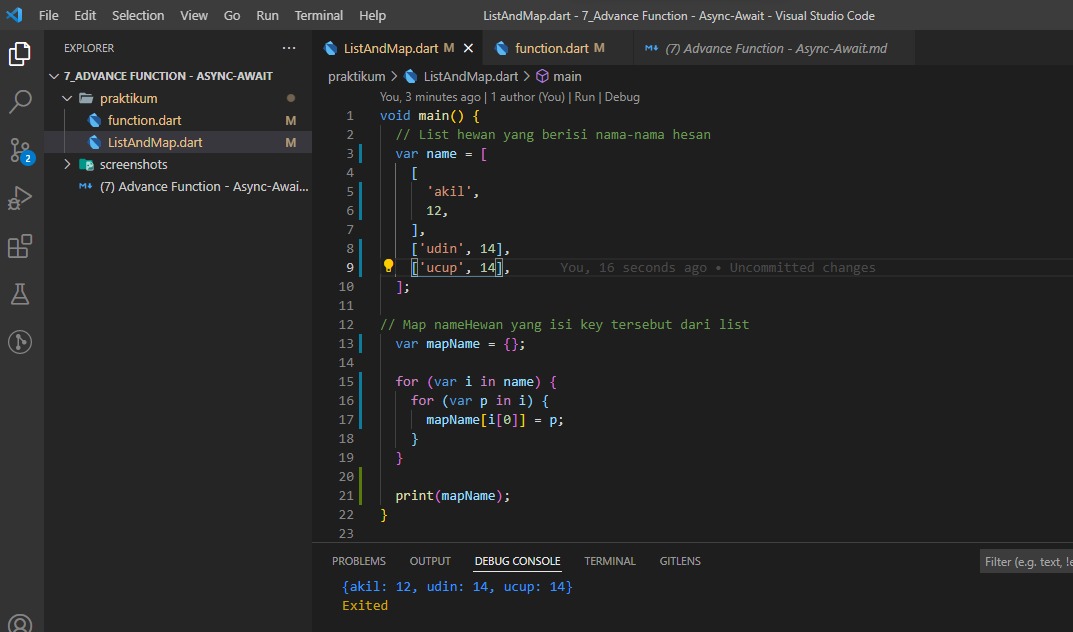 File Edit Selection View Go Run Terminal Help ListAndMap.dart - 7_Advance Function - Async-Await - Visual Studio Code
EXPLORER
7_ADVANCE FUNCTION - ASYNC-AWAIT
praktikum
function.dart M
ListAndMap.dart M
screenshots
(7) Advance Function - Async-Awai...
2
ListAndMap.dart M function.dart M (7) Advance Function - Async-Await.md
praktikum > ListAndMap.dart > main
You, 3 minutes ago | 1 author (You) | Run | Debug
1 void main() {
2 // List hewan yang berisi nama-nama hesan
3 var name = [
4 [
5 'akil',
6 12,
7 ],
8 ['udin', 14],
9 ['ucup', 14], You, 16 seconds ago • Uncommitted changes
10 ];
11
12 // Map nameHewan yang isi key tersebut dari list
13 var mapName = {};
14
15 for (var i in name) {
16 for (var p in i) {
17 mapName[i[0]] = p;
18 }
19 }
20
21 print(mapName);
22 }
23
PROBLEMS OUTPUT DEBUG CONSOLE TERMINAL GITLENS Filter (e.g. text, !e
{akil: 12, udin: 14, ucup: 14}
Exited